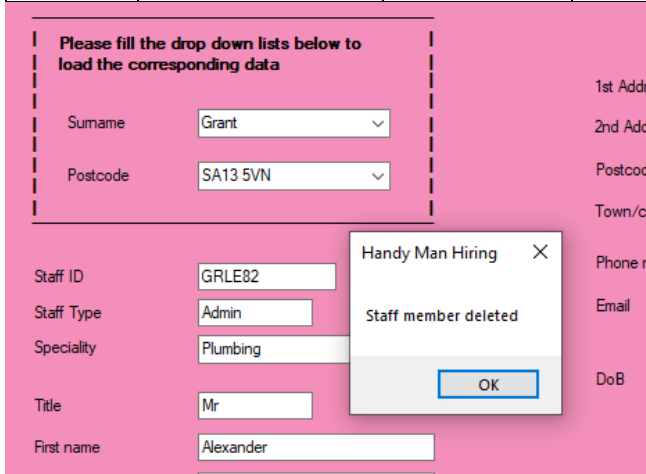 Please fill the drop down lists below to
load the corresponding data
Surname
Grant
Postcode
SA13 5VN
Staff ID
GRLE82
Staff Type
Admin
Speciality
Plumbing
Title
Mr
First name
Alexander
Handy Man Hiring
Staff member deleted
OK
1st Addr
2nd Add
Postcod
Town/c
Phone r
Email
DoB